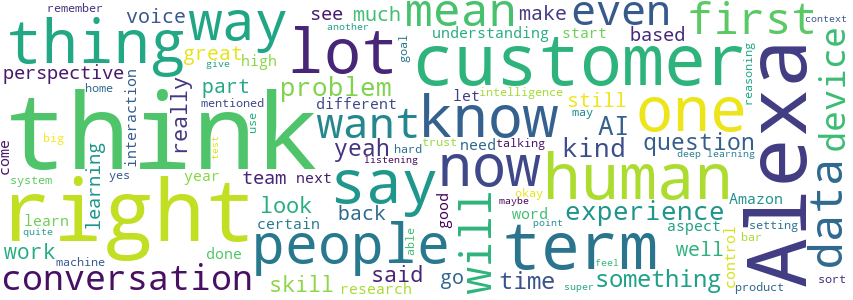 remember
thing
way
lot
mean
even
first
another
context
voice
much
see
make
understanding
start
based
great
give
high
goal
perspective
part
problem
customer
Alexa
device
reasoning
home
mentioned
intelligence
interaction
really
use
different
let
still
may
think
want
know
one
come
big
test
yeah
hard
need
AI
question
trust
talking
listening
kind
deep learning
system
yes
year
team
next
now
learning
right
say
human
data
learn
okay
maybe
Amazon
setting
look
back
good
word
experience
aspect
control
bar
quite
done
certain
people
able
will
term
point
well
work
machine
conversation
skill
research
said
go
time
something
feel
super
product
sort